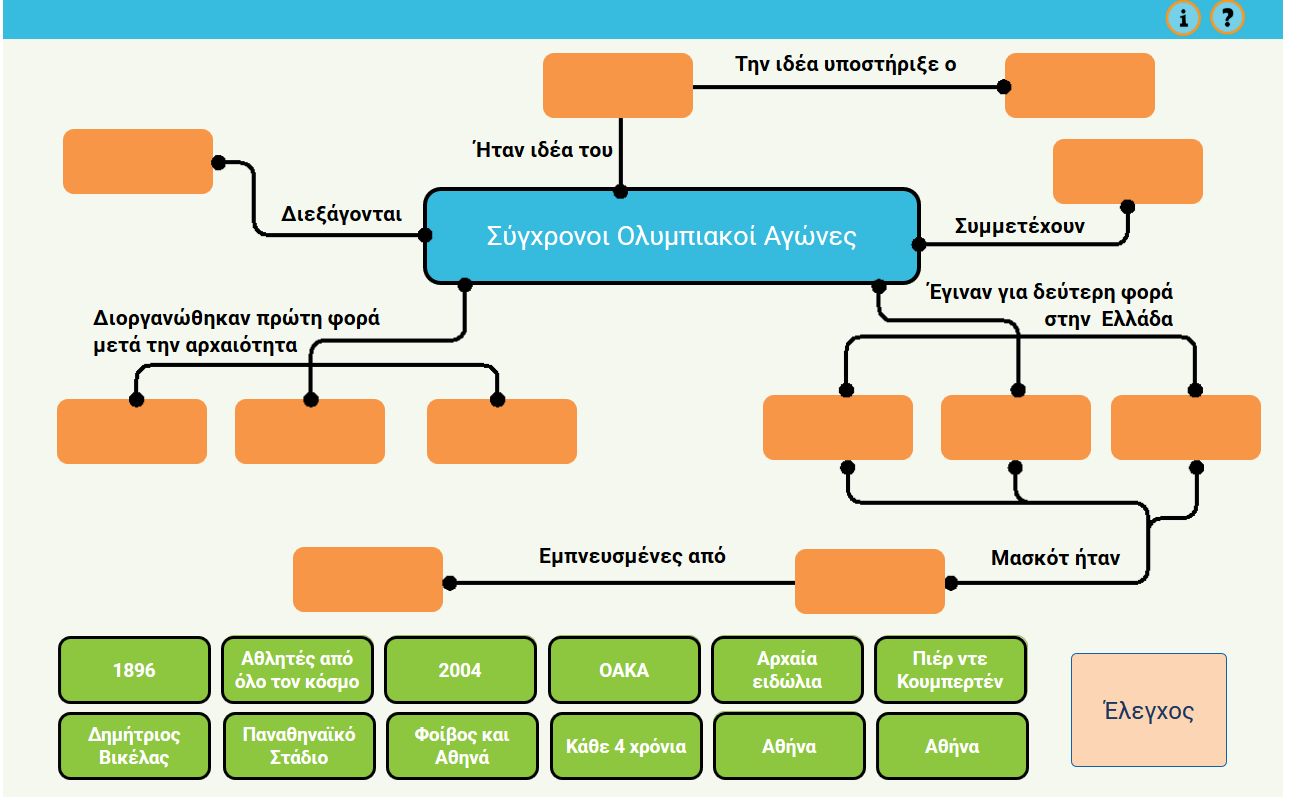 i ?
Την ιδέα υποστήριξε ο
Ήταν ιδέα του
Διεξάγονται
Σύγχρονοι Ολυμπιακοί Αγώνες
Συμμετέχουν
Διοργανώθηκαν πρώτη φορά
μετά την αρχαιότητα
Έγιναν για δεύτερη φορά
στην Ελλάδα
Εμπνευσμένες από
Μασκότ ήταν
1896
Αθλητές από
όλο τον κόσμο
2004
ΟΑΚΑ
Αρχαία
ειδώλια
Πιέρ ντε
Κουμπερτέν
Δημήτριος
Βικέλας
Παναθηναϊκό
Στάδιο
Φοίβος και
Αθηνά
Κάθε 4 χρόνια
Αθήνα
Αθήνα
Έλεγχος